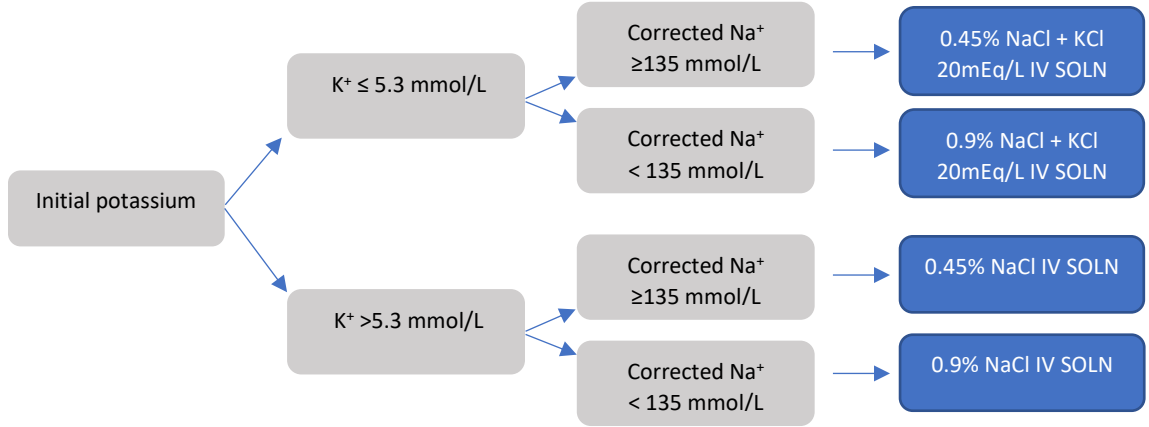 Initial potassium
K⁺ ≤ 5.3 mmol/L
Corrected Na⁺
≥135 mmol/L
0.45% NaCl + KCl
20mEq/L IV SOLN
Corrected Na⁺
< 135 mmol/L
0.9% NaCl + KCl
20mEq/L IV SOLN
K⁺ >5.3 mmol/L
Corrected Na⁺
≥135 mmol/L
0.45% NaCl IV SOLN
Corrected Na⁺
< 135 mmol/L
0.9% NaCl IV SOLN